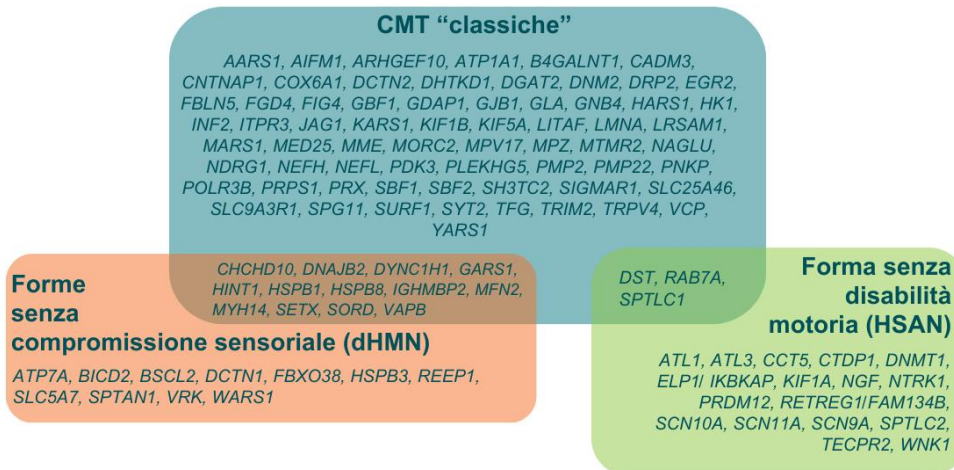 CMT “classiche”
AARS1, AIFM1, ARHGEF10, ATP1A1, B4GALNT1, CADM3,
CNTNAP1, COX6A1, DCTN2, DHTKD1, DGAT2, DNM2, DRP2, EGR2,
FBLN5, FGD4, FIG4, GBF1, GDAP1, GJB1, GLA, GNB4, HARS1, HK1,
INF2, ITPR3, JAG1, KARS1, KIF1B, KIF5A, LITAF, LMNA, LRSAM1,
MARS1, MED25, MME, MORC2, MPV17, MPZ, MTMR2, NAGLU,
NDRG1, NEFH, NEFL, PDK3, PLEKHG5, PMP2, PMP22, PNKP,
POLR3B, PRPS1, PRX, SBF1, SBF2, SH3TC2, SIGMAR1, SLC25A46,
SLC9A3R1, SPG11, SURF1, SYT2, TFG, TRIM2, TRPV4, VCP,
YARS1
CHCHD10, DNAJB2, DYNC1H1, GARS1,
HINT1, HSPB1, HSPB8, IGHMBP2, MFN2,
MYH14, SETX, SORD, VAPB
Forme
senza
compromissione sensoriale (dHMN)
ATP7A, BICD2, BSCL2, DCTN1, FBXO38, HSPB3, REEP1,
SLC5A7, SPTAN1, VRK, WARS1
DST, RAB7A,
SPTLC1
Forma senza
disabilità
motoria (HSAN)
ATL1, ATL3, CCT5, CTDP1, DNMT1,
ELP1/ IKBKAP, KIF1A, NGF, NTRK1,
PRDM12, RETREG1/FAM134B,
SCN10A, SCN11A, SCN9A, SPTLC2,
TECPR2, WNK1